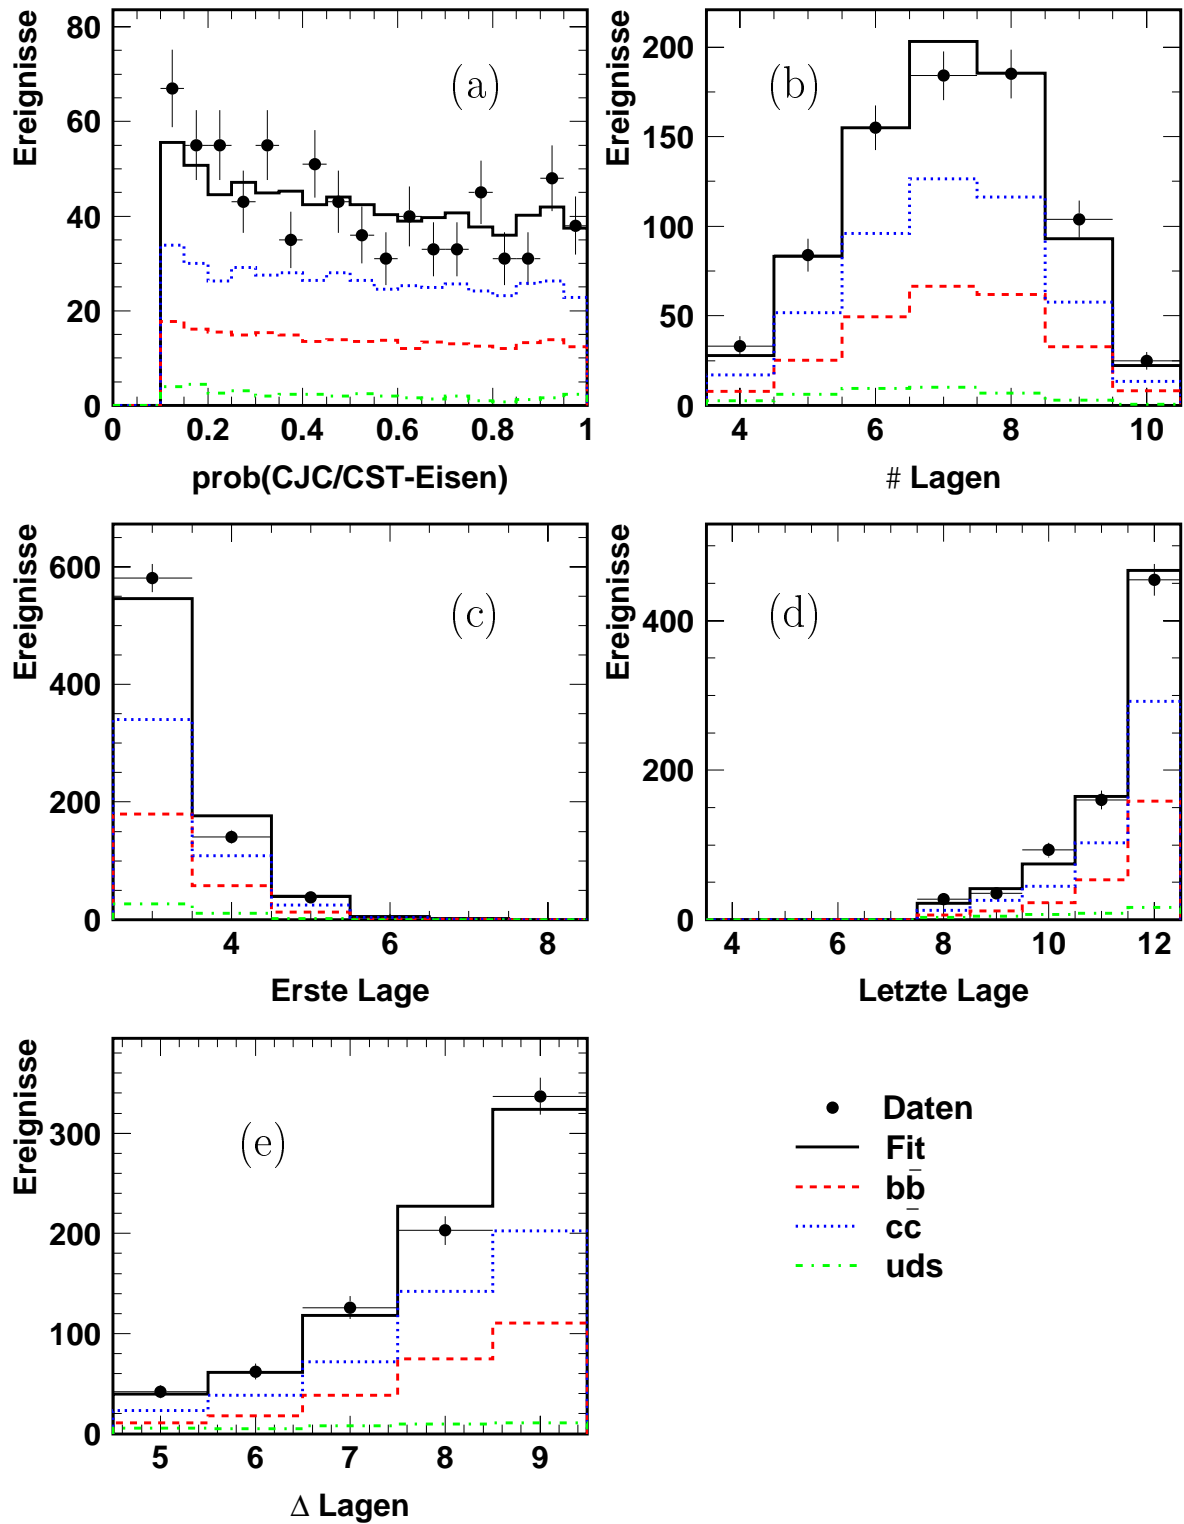 Ereignisse
80
60
40
20
0
(a)
0 0.2 0.4 0.6 0.8 1
prob(CJC/CST-Eisen)
Ereignisse
200
150
100
50
0
(b)
4 6 8 10
# Lagen
Ereignisse
600
400
200
0
(c)
4 6 8
Erste Lage
Ereignisse
400
200
0
(d)
4 6 8 10 12
Letzte Lage
Ereignisse
300
200
100
0
(e)
5 6 7 8 9
Δ Lagen
Daten
Fit
bb̄
cc̄
uds